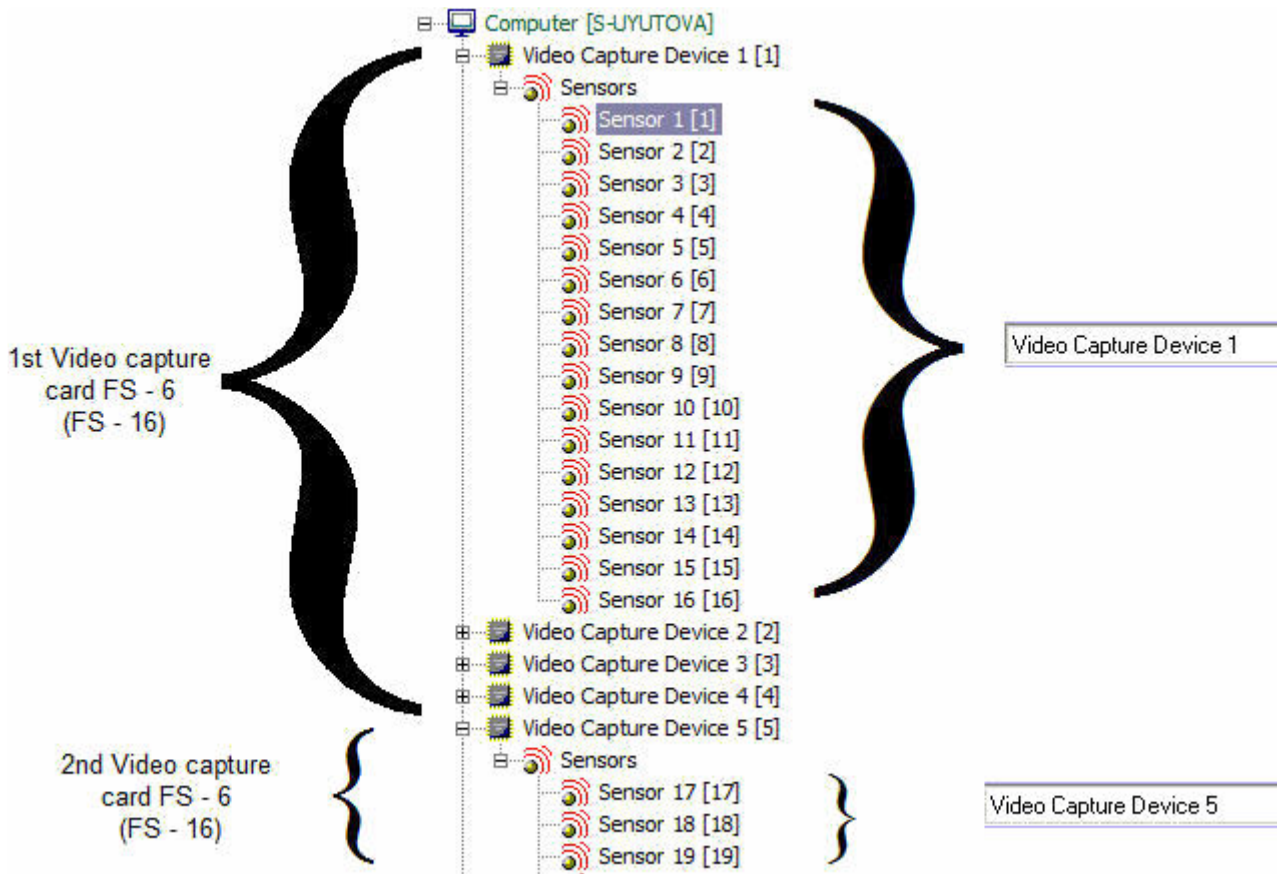 Computer [S-UYUTOVA]
Video Capture Device 1 [1]
Sensors
Sensor 1 [1]
Sensor 2 [2]
Sensor 3 [3]
Sensor 4 [4]
Sensor 5 [5]
Sensor 6 [6]
Sensor 7 [7]
Sensor 8 [8]
Sensor 9 [9]
Sensor 10 [10]
Sensor 11 [11]
Sensor 12 [12]
Sensor 13 [13]
Sensor 14 [14]
Sensor 15 [15]
Sensor 16 [16]
Video Capture Device 2 [2]
Video Capture Device 3 [3]
Video Capture Device 4 [4]
Video Capture Device 5 [5]
Sensors
Sensor 17 [17]
Sensor 18 [18]
Sensor 19 [19]
1st Video capture
card FS - 6
(FS - 16)
2nd Video capture
card FS - 6
(FS - 16)
Video Capture Device 1
Video Capture Device 5